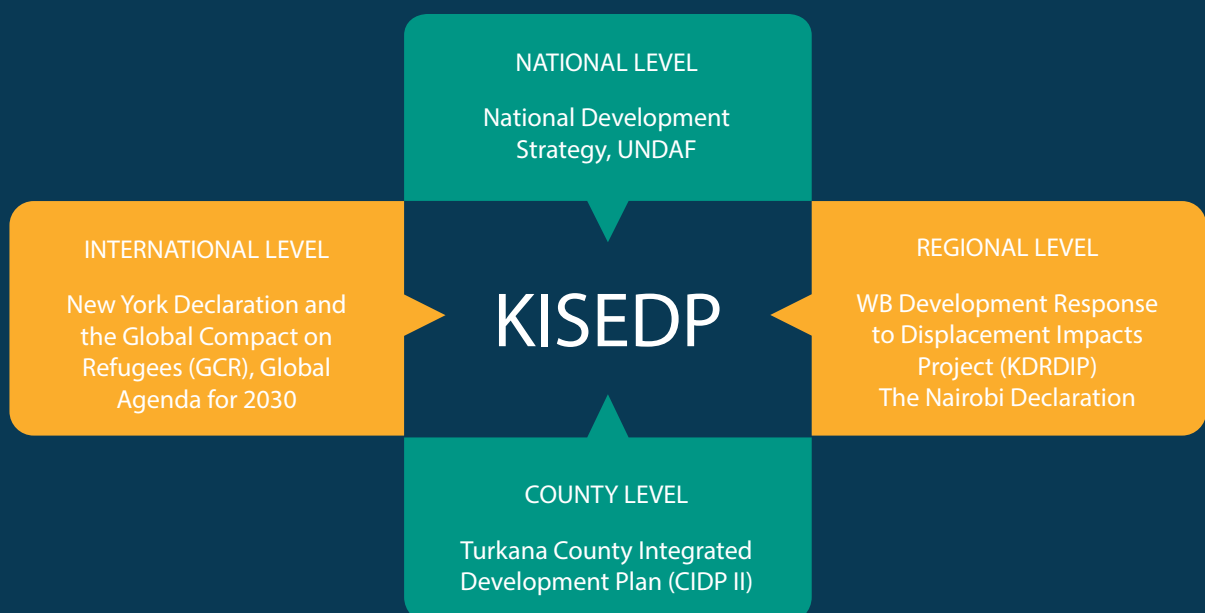 NATIONAL LEVEL
National Development
Strategy, UNDAF
INTERNATIONAL LEVEL
New York Declaration and
the Global Compact on
Refugees (GCR), Global
Agenda for 2030
KISEDP
REGIONAL LEVEL
WB Development Response
to Displacement Impacts
Project (KDRDIP)
The Nairobi Declaration
COUNTY LEVEL
Turkana County Integrated
Development Plan (CIDP II)